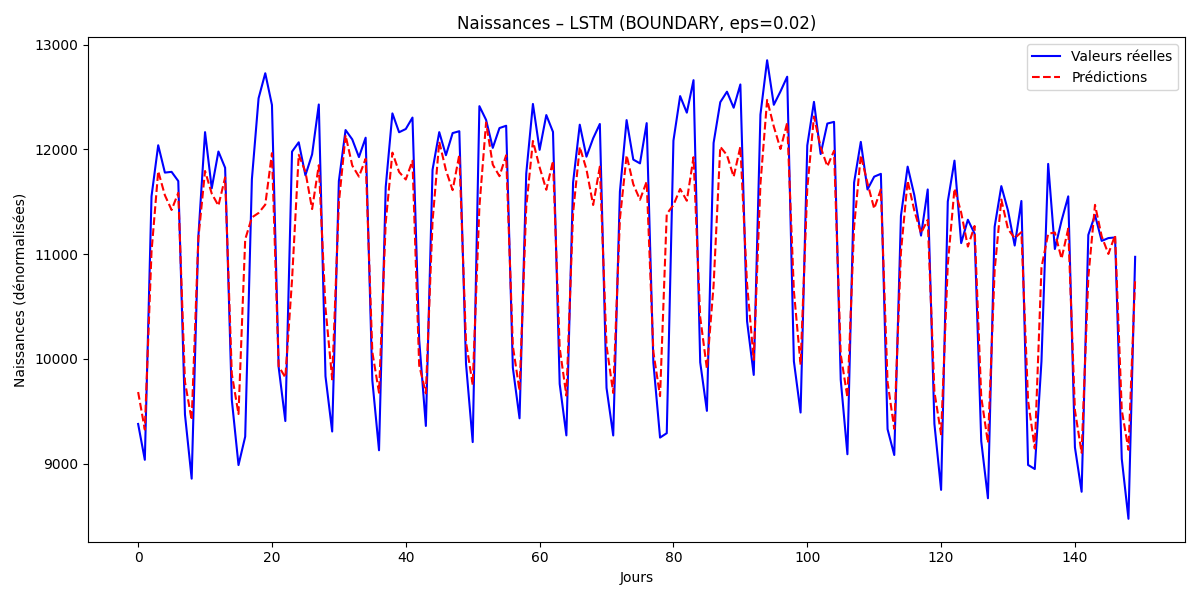 Naissances – LSTM (BOUNDARY, eps=0.02)
Valeurs réelles
Prédictions
Naissances (dénormalisées)
13000
12000
11000
10000
9000
0 20 40 60 80 100 120 140
Jours